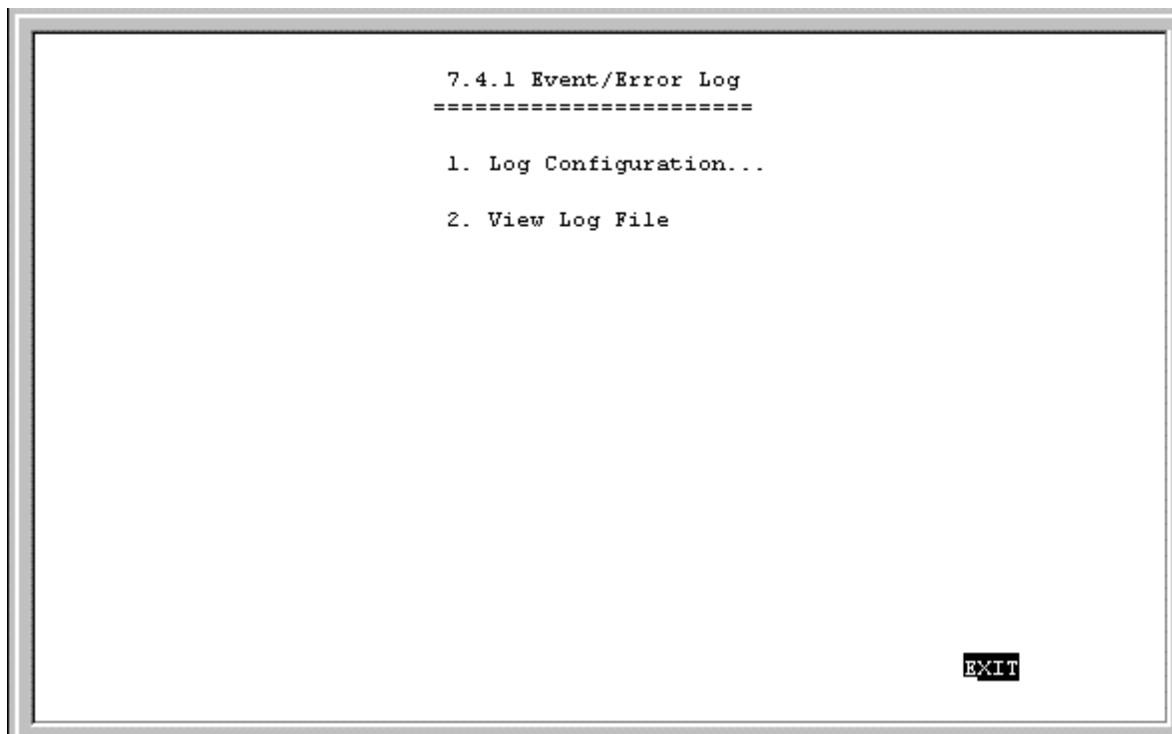 7.4.1 Event/Error Log
=======================
1. Log Configuration...
2. View Log File
EXIT